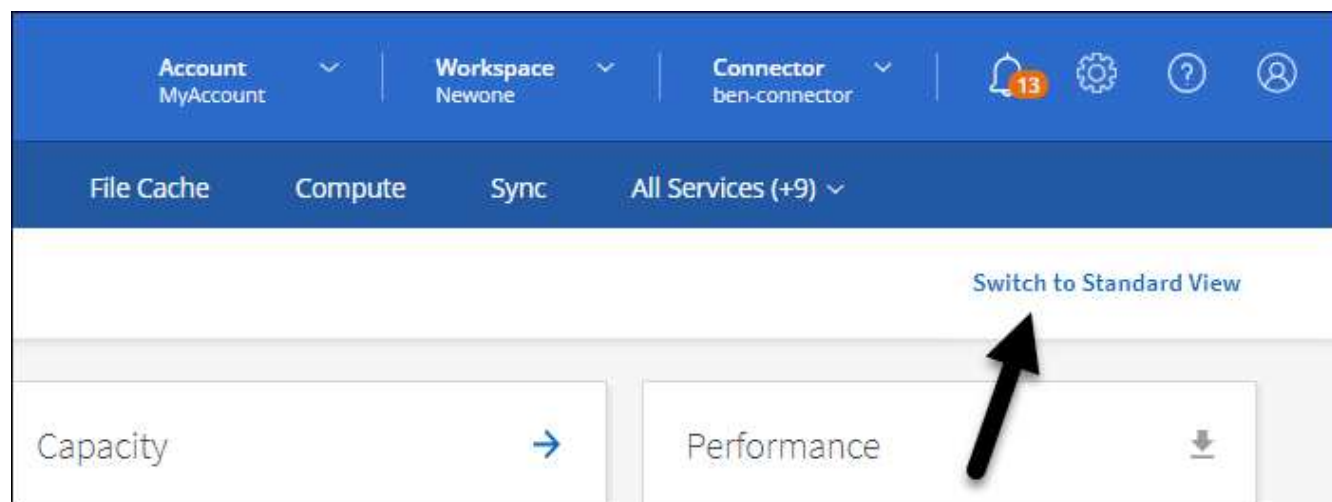 Account
MyAccount
Workspace
Newone
Connector
ben-connector
13
?
File Cache
Compute
Sync
All Services (+9)
Switch to Standard View
Capacity
Performance